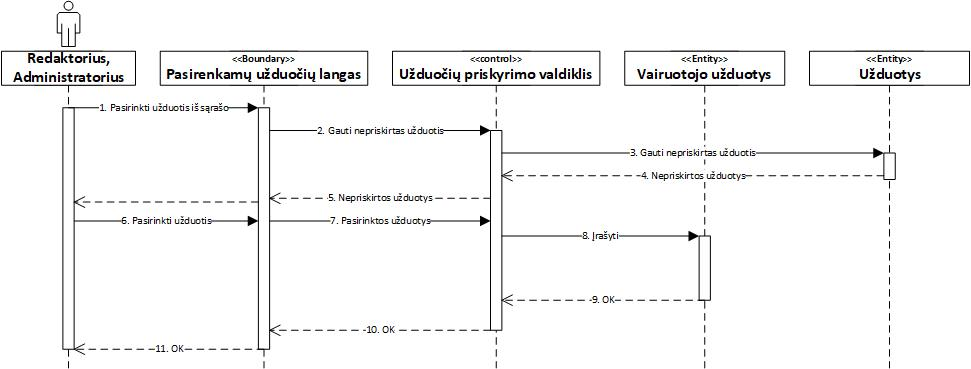 Redaktorius,
Administratorius
<<Boundary>>
Pasirenkamų užduočių langas
<<control>>
Užduočių priskyrimo valdiklis
<<Entity>>
Vairuotojo užduotys
<<Entity>>
Užduotys
1. Pasirinkti užduotis iš sąrašo
2. Gauti nepriskirtas užduotis
3. Gauti nepriskirtas užduotis
4. Nepriskirtos užduotys
5. Nepriskirtos užduotys
6. Pasirinkti užduotis
7. Pasirinktos užduotys
8. Įrašyti
9. OK
10. OK
11. OK